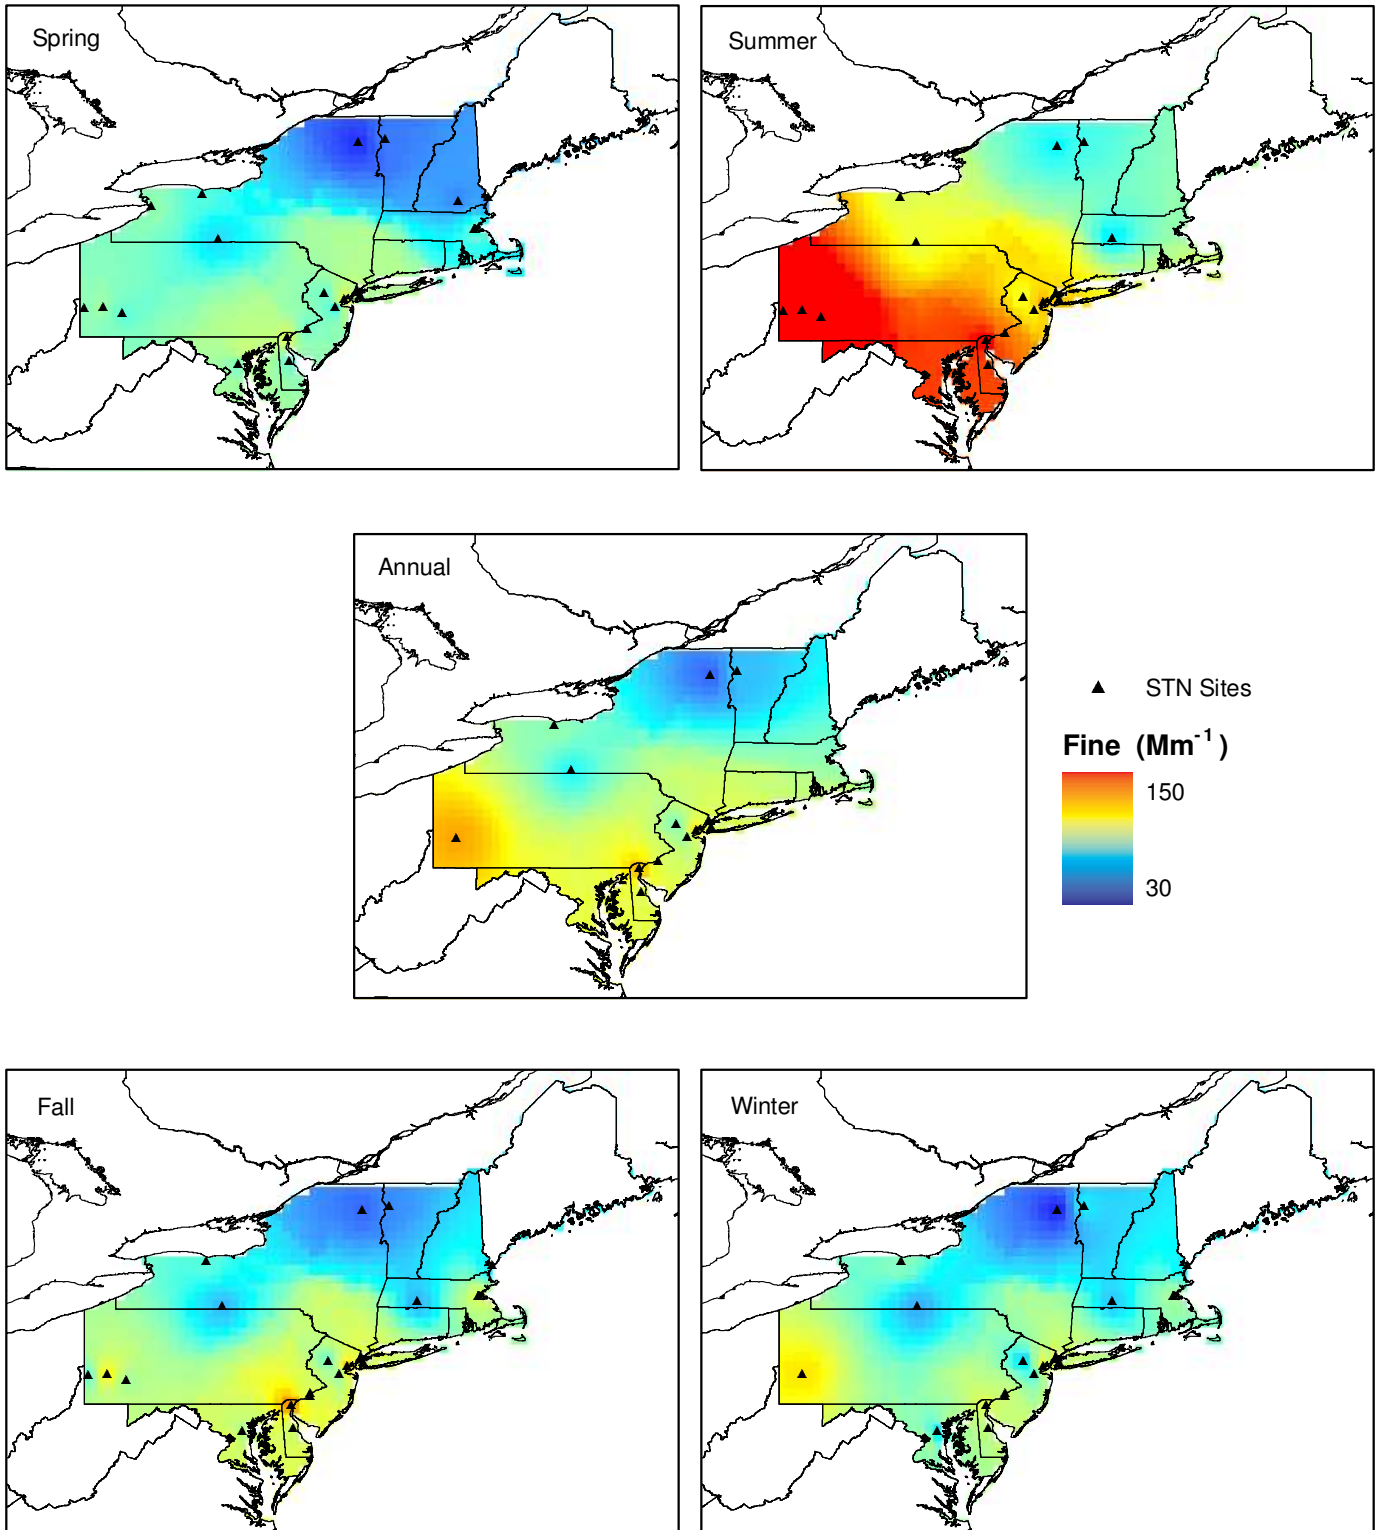 Spring
Summer
Annual
STN Sites
Fine (Mm⁻¹)
150
30
Fall
Winter